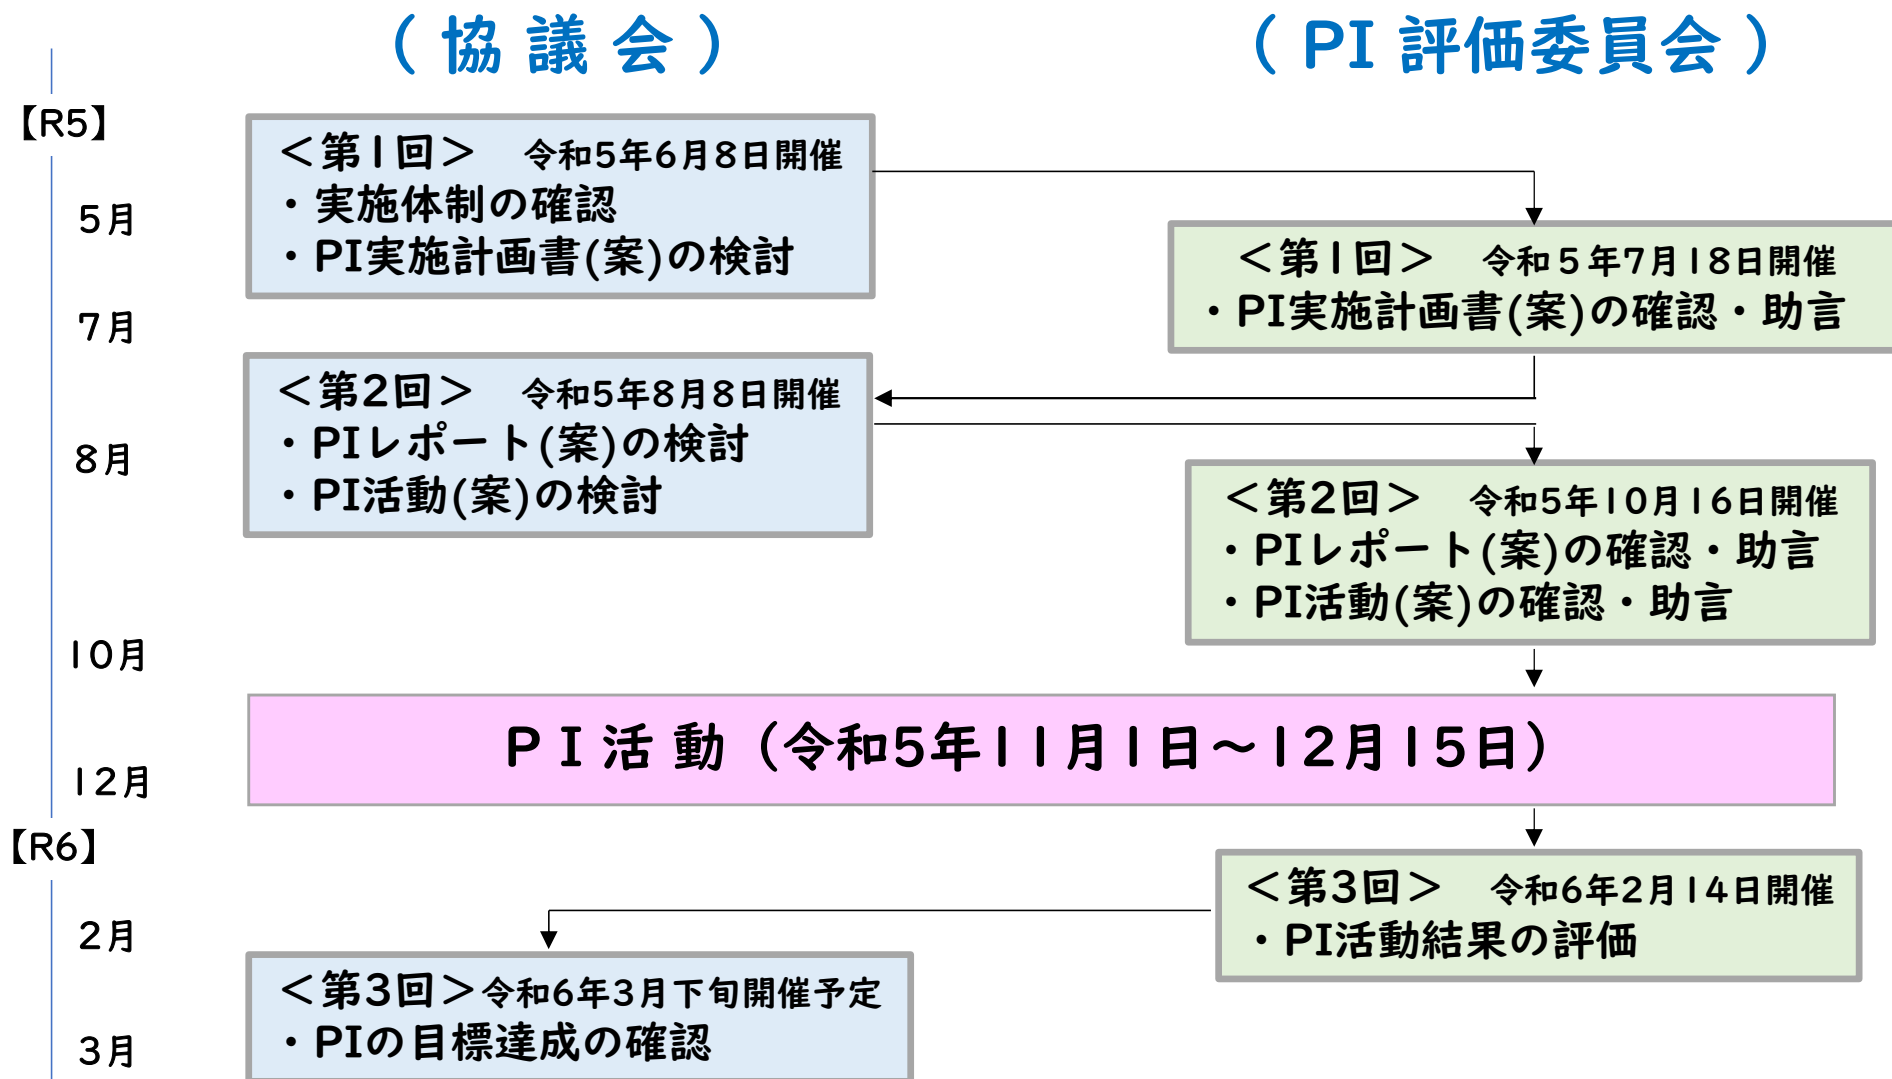 （ 協 議 会 ）
（ PI 評価委員会 ）
【R5】
＜第1回＞　令和5年6月8日開催
・実施体制の確認
・PI実施計画書(案)の検討
5月
＜第1回＞　令和５年7月18日開催
・PI実施計画書(案)の確認・助言
7月
＜第2回＞　令和5年8月8日開催
・PIレポート(案)の検討
・PI活動(案)の検討
8月
＜第2回＞　令和5年10月16日開催
・PIレポート(案)の確認・助言
・PI活動(案)の確認・助言
10月
ＰＩ活 動（令和5年11月1日～12月15日）
12月
【R6】
＜第3回＞　令和6年2月14日開催
・PI活動結果の評価
2月
＜第3回＞令和6年3月下旬開催予定
・PIの目標達成の確認
3月